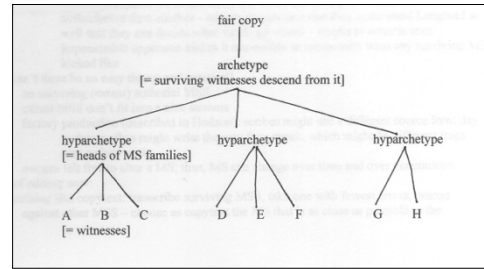 fair copy
archetype
[= surviving witnesses descend from it]
hyparchetype hyparchetype hyparchetype
[= heads of MS families]
A B C D E F G H
[= witnesses]